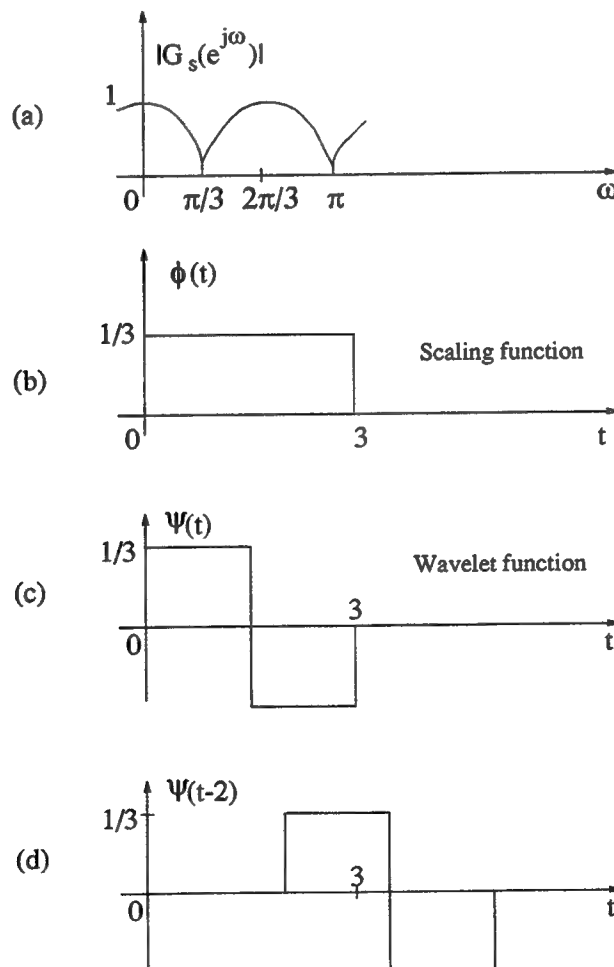 |G_s(e^{jω})|
1
(a)
0 π/3 2π/3 π ω
ϕ(t)
1/3
Scaling function
(b)
0 3 t
Ψ(t)
1/3
Wavelet function
(c)
3
0 t
Ψ(t-2)
1/3
(d)
3
0 t